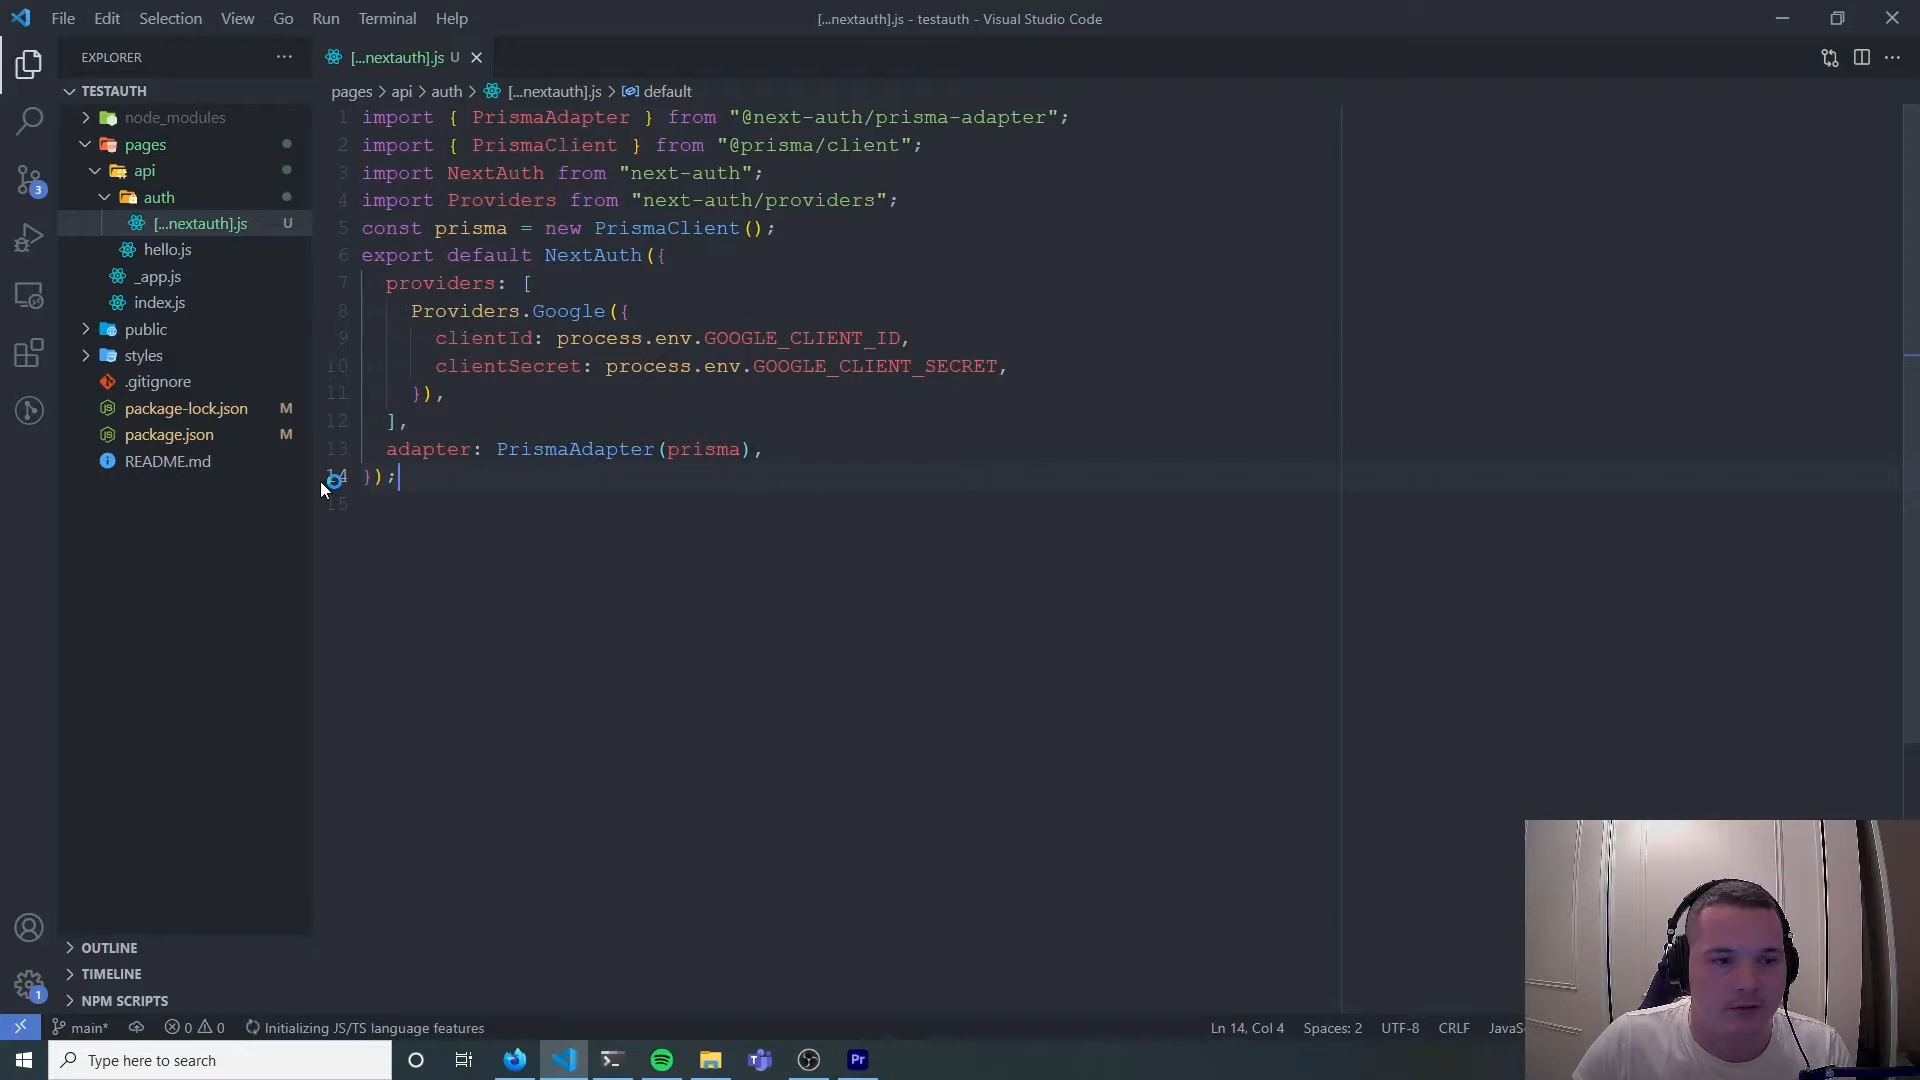 File Edit Selection View Go Run Terminal Help
[...nextauth].js - testauth - Visual Studio Code
EXPLORER
[...nextauth].js U
TESTAUTH
pages > api > auth > [...nextauth].js > default
node_modules
pages
api
auth
[...nextauth].js U
hello.js
_app.js
index.js
public
styles
.gitignore
package-lock.json M
package.json M
README.md
1 import { PrismaAdapter } from "@next-auth/prisma-adapter";
2 import { PrismaClient } from "@prisma/client";
3 import NextAuth from "next-auth";
4 import Providers from "next-auth/providers";
5 const prisma = new PrismaClient();
6 export default NextAuth({
7 providers: [
8 Providers.Google({
9 clientId: process.env.GOOGLE_CLIENT_ID,
10 clientSecret: process.env.GOOGLE_CLIENT_SECRET,
11 }),
12 ],
13 adapter: PrismaAdapter(prisma),
14 });
15
3
OUTLINE
TIMELINE
NPM SCRIPTS
1
main* 0 0 Initializing JS/TS language features
Ln 14, Col 4 Spaces: 2 UTF-8 CRLF JavaS
Type here to search
Pr